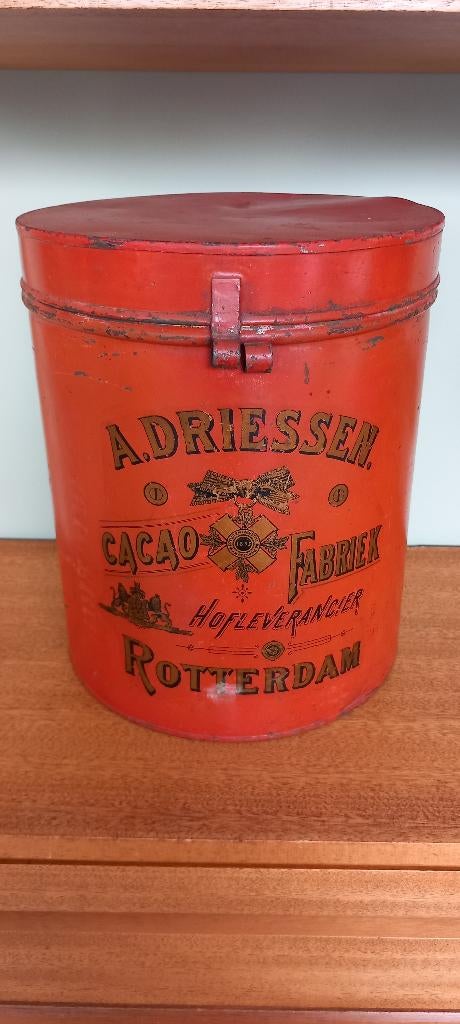 A. DRIESSEN.
CACAO FABRIEK
HOFLEVERANCIER
ROTTERDAM